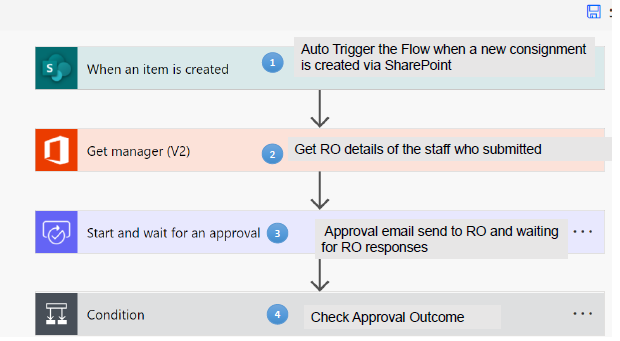 When an item is created
1
Auto Trigger the Flow when a new consignment
is created via SharePoint
Get manager (V2)
2
Get RO details of the staff who submitted
Start and wait for an approval
3
Approval email send to RO and waiting
for RO responses
Condition
4
Check Approval Outcome